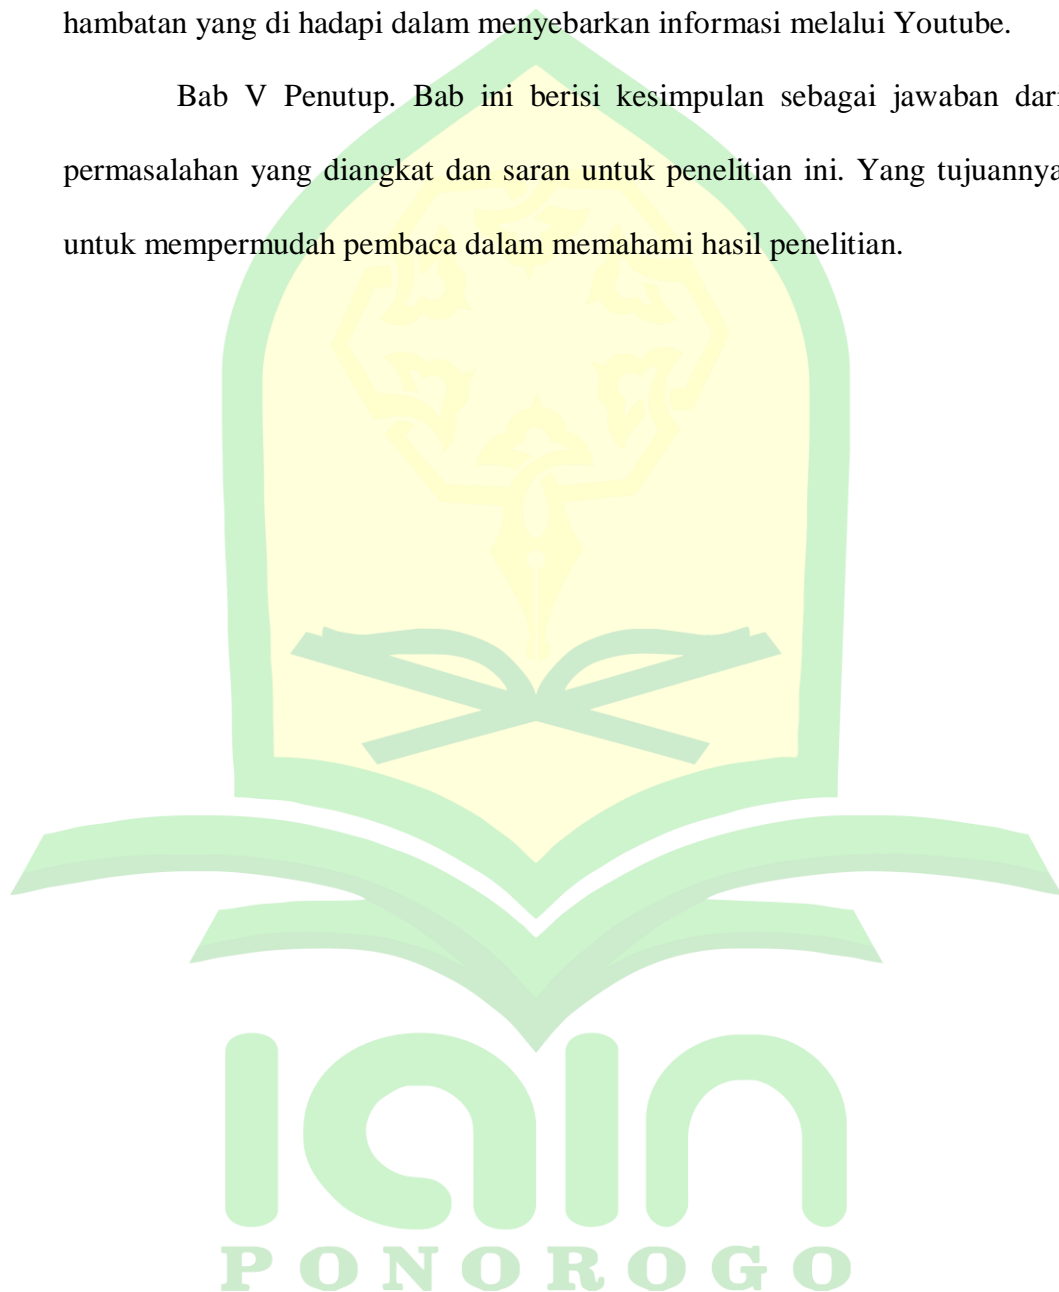 hambatan yang di hadapi dalam menyebarkan informasi melalui Youtube.
Bab V Penutup. Bab ini berisi kesimpulan sebagai jawaban dari
permasalahan yang diangkat dan saran untuk penelitian ini. Yang tujuannya
untuk mempermudah pembaca dalam memahami hasil penelitian.
IAIN
PONOROGO